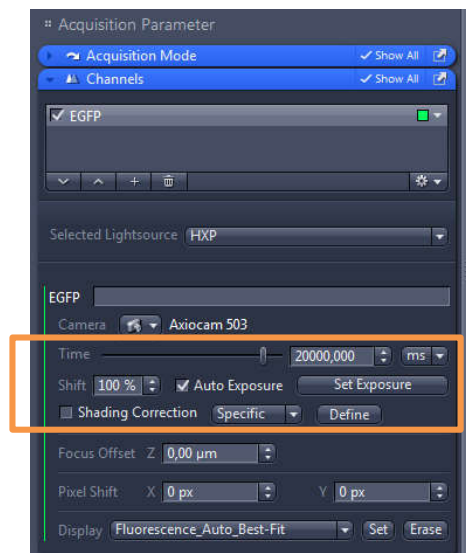 Acquisition Parameter
Acquisition Mode Show All
Channels Show All
EGFP
Selected Lightsource HXP
EGFP
Camera Axiocam 503
Time 20000,000 ms
Shift 100 % Auto Exposure Set Exposure
Shading Correction Specific Define
Focus Offset Z 0,00 µm
Pixel Shift X 0 px Y 0 px
Display Fluorescence_Auto_Best-Fit Set Erase